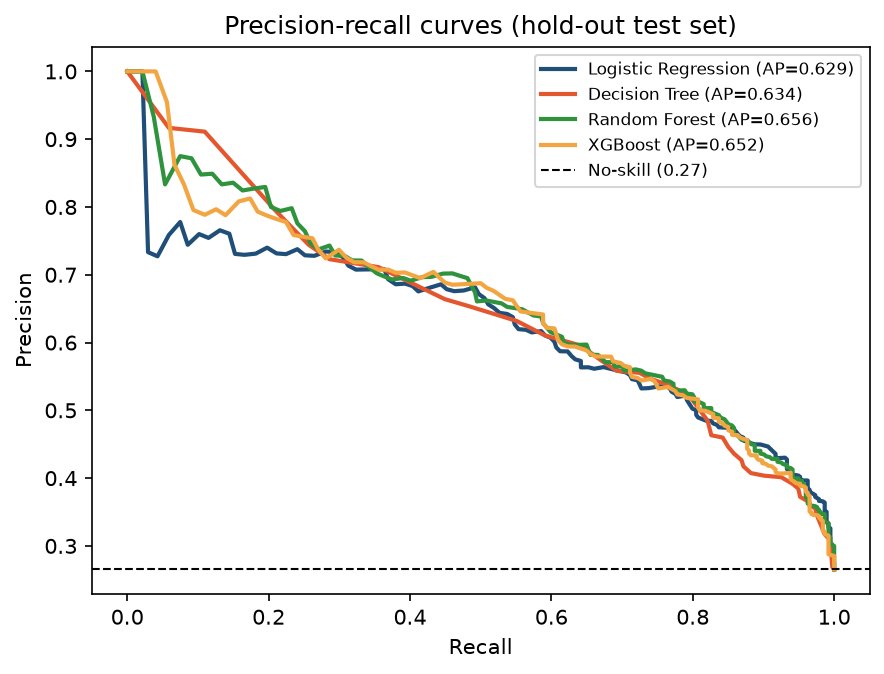 Precision-recall curves (hold-out test set)
Logistic Regression (AP=0.629)
Decision Tree (AP=0.634)
Random Forest (AP=0.656)
XGBoost (AP=0.652)
No-skill (0.27)
Precision
1.0
0.9
0.8
0.7
0.6
0.5
0.4
0.3
0.0 0.2 0.4 0.6 0.8 1.0
Recall